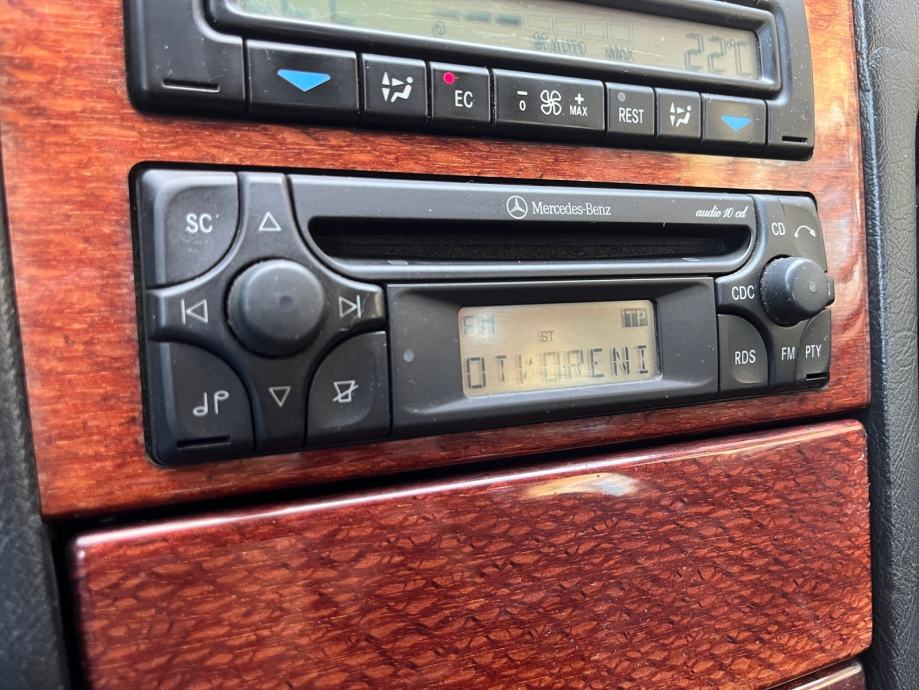 AUTO MAX 22°C
EC
0 MAX
REST
Mercedes-Benz audio 10 cd
SC
CD
CDC
FM TP
ST
OTVORENI
RDS FM PTY